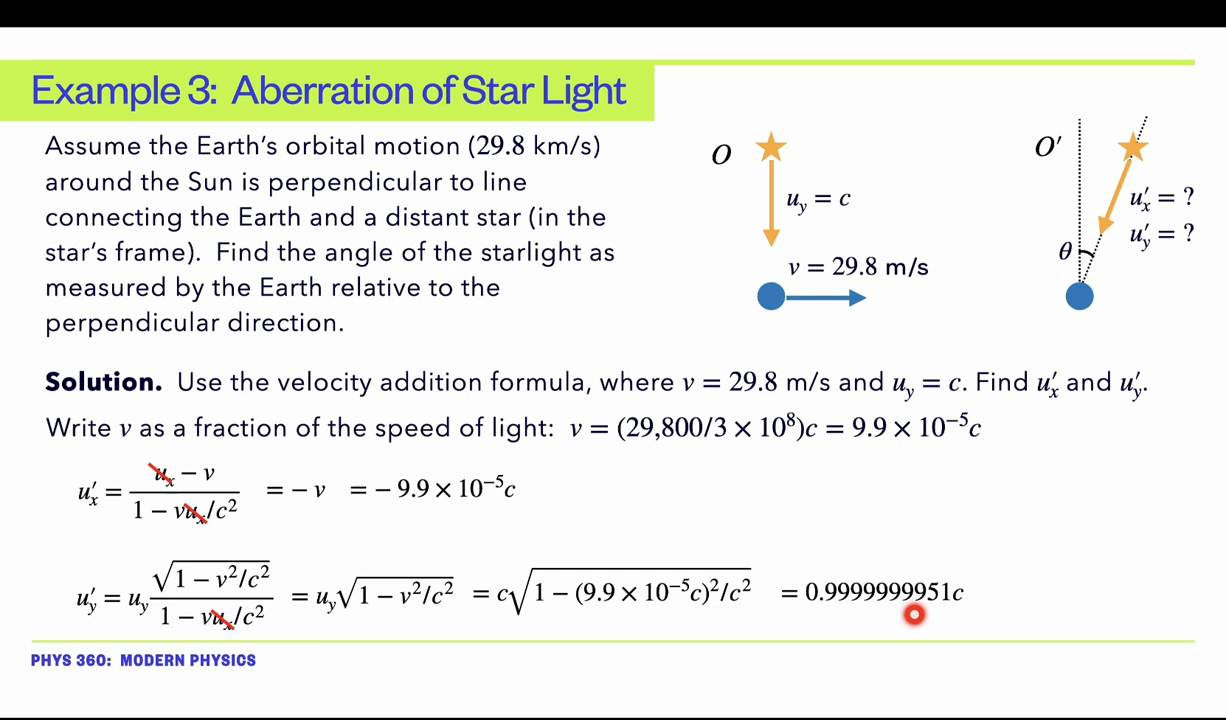 Example 3: Aberration of Star Light
Assume the Earth's orbital motion (29.8 km/s)
around the Sun is perpendicular to line
connecting the Earth and a distant star (in the
star's frame). Find the angle of the starlight as
measured by the Earth relative to the
perpendicular direction.
O
u_y = c
v = 29.8 m/s
O′
u′_x = ?
u′_y = ?
θ
Solution. Use the velocity addition formula, where v = 29.8 m/s and u_y = c. Find u′_x and u′_y.
Write v as a fraction of the speed of light: v = (29,800/3 × 10⁸)c = 9.9 × 10⁻⁵c
u′_x = (u_x − v)/(1 − vu_x/c²) = − v = − 9.9 × 10⁻⁵c
u′_y = u_y √(1 − v²/c²)/(1 − vu_x/c²) = u_y√(1 − v²/c²) = c√(1 − (9.9 × 10⁻⁵c)²/c²) = 0.9999999951c
PHYS 360: MODERN PHYSICS